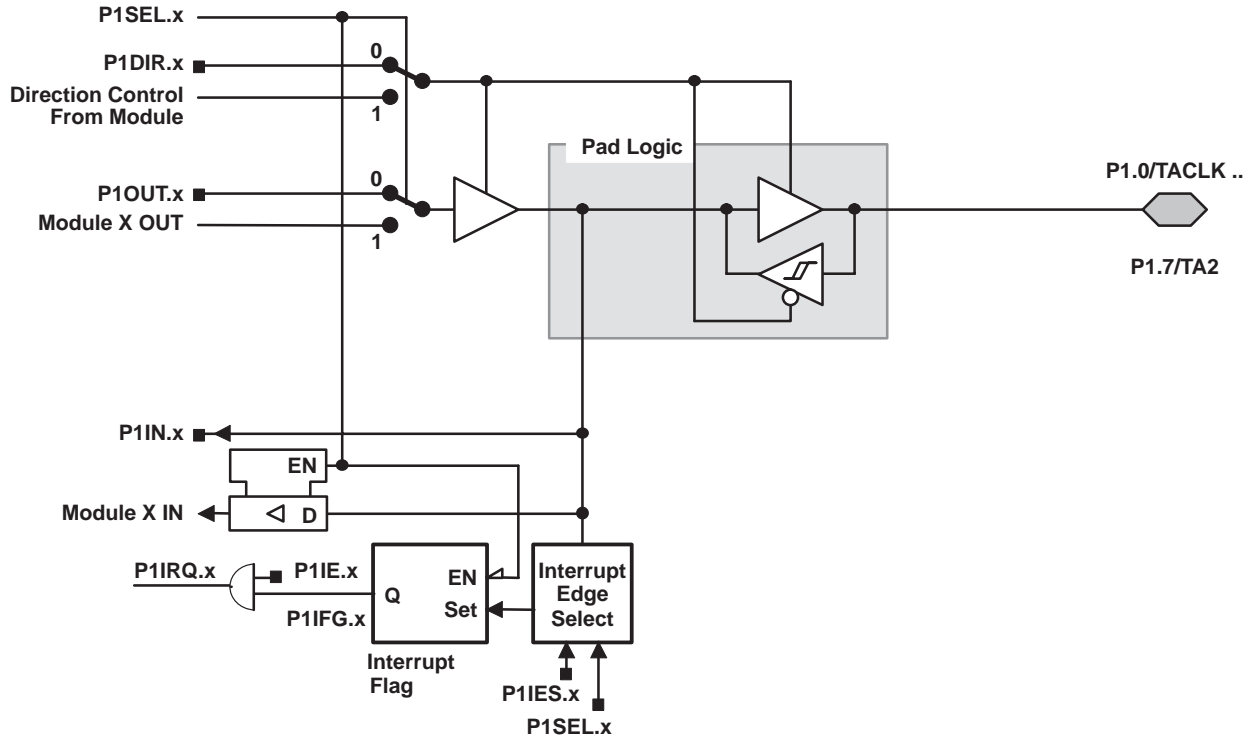 P1SEL.x
0
P1DIR.x
Direction Control
From Module
1
Pad Logic
P1.0/TACLK ..
0
P1OUT.x
Module X OUT
1
P1.7/TA2
P1IN.x
EN
Module X IN
D
P1IRQ.x
P1IE.x
P1IFG.x
Q
EN
Set
Interrupt
Edge
Select
Interrupt
Flag
P1IES.x
P1SEL.x